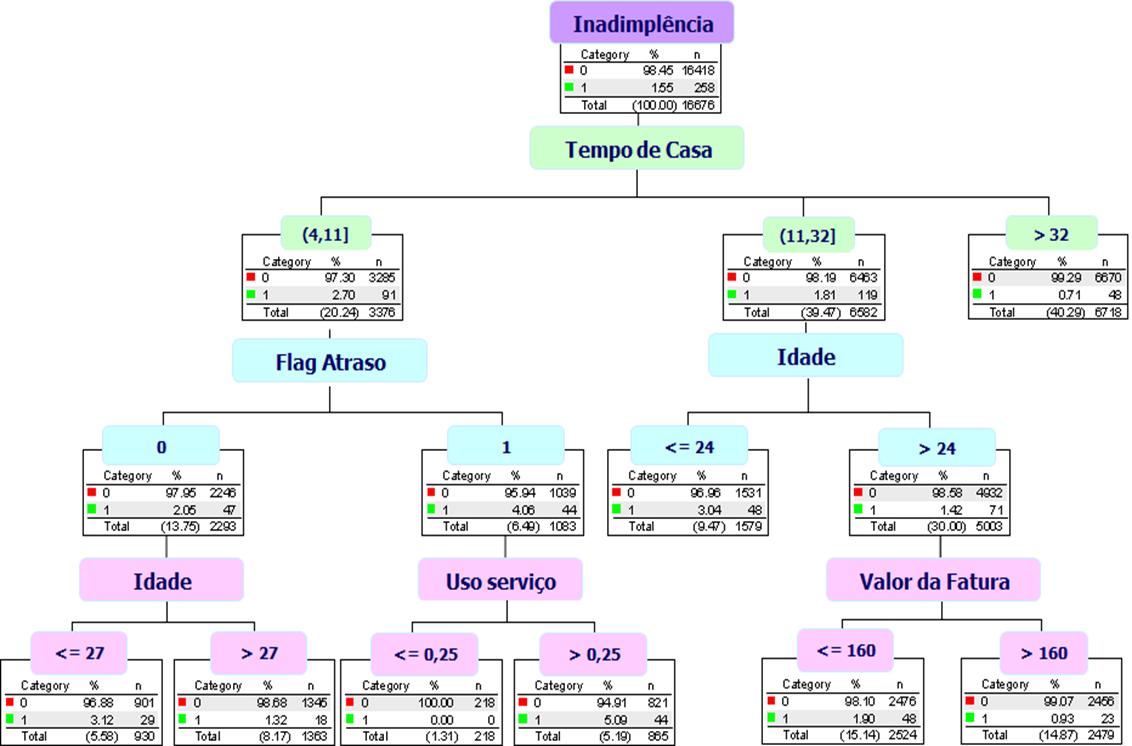 Inadimplência
Category % n
0 98.45 16418
1 1.55 258
Total (100.00) 16676
Tempo de Casa
(4,11]
Category % n
0 97.30 3285
1 2.70 91
Total (20.24) 3376
(11,32]
Category % n
0 98.19 6463
1 1.81 119
Total (39.47) 6582
> 32
Category % n
0 99.29 6670
1 0.71 48
Total (40.29) 6718
Flag Atraso
Idade
0
Category % n
0 97.95 2246
1 2.05 47
Total (13.75) 2293
1
Category % n
0 95.94 1039
1 4.06 44
Total (6.49) 1083
<= 24
Category % n
0 96.96 1531
1 3.04 48
Total (9.47) 1579
> 24
Category % n
0 98.58 4932
1 1.42 71
Total (30.00) 5003
Idade
Uso serviço
Valor da Fatura
<= 27
Category % n
0 96.88 901
1 3.12 29
Total (5.58) 930
> 27
Category % n
0 98.68 1345
1 1.32 18
Total (8.17) 1363
<= 0,25
Category % n
0 100.00 218
1 0.00 0
Total (1.31) 218
> 0,25
Category % n
0 94.91 821
1 5.09 44
Total (5.19) 865
<= 160
Category % n
0 98.10 2476
1 1.90 48
Total (15.14) 2524
> 160
Category % n
0 99.07 2456
1 0.93 23
Total (14.87) 2479